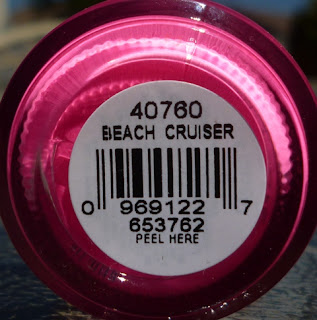 40760
BEACH CRUISER
0 969122 7
653762
PEEL HERE